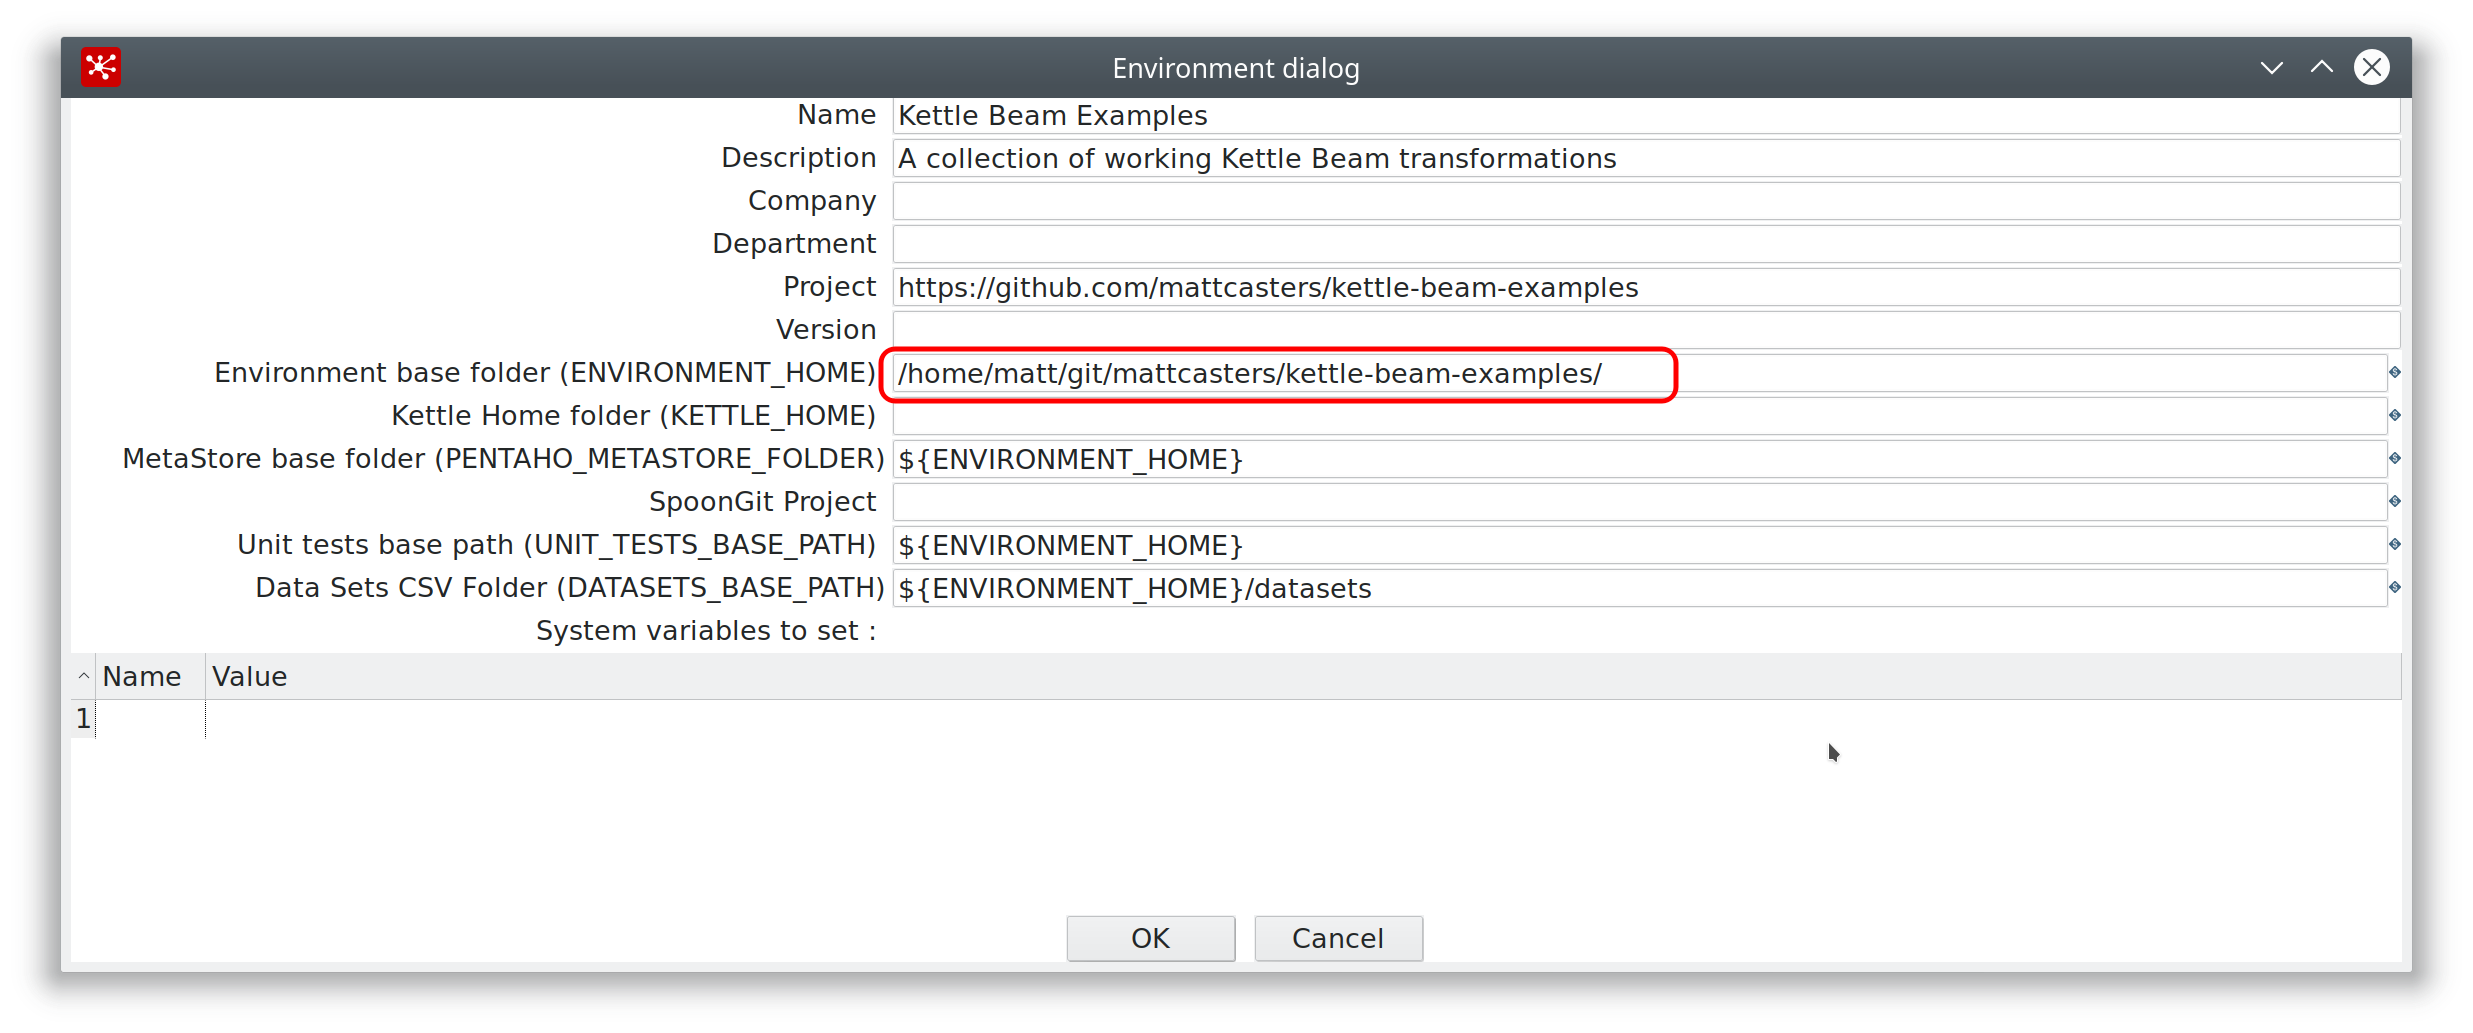 Environment dialog
Name Kettle Beam Examples
Description A collection of working Kettle Beam transformations
Company
Department
Project https://github.com/mattcasters/kettle-beam-examples
Version
Environment base folder (ENVIRONMENT_HOME) /home/matt/git/mattcasters/kettle-beam-examples/
Kettle Home folder (KETTLE_HOME)
MetaStore base folder (PENTAHO_METASTORE_FOLDER) ${ENVIRONMENT_HOME}
SpoonGit Project
Unit tests base path (UNIT_TESTS_BASE_PATH) ${ENVIRONMENT_HOME}
Data Sets CSV Folder (DATASETS_BASE_PATH) ${ENVIRONMENT_HOME}/datasets
System variables to set :
Name Value
1
OK Cancel